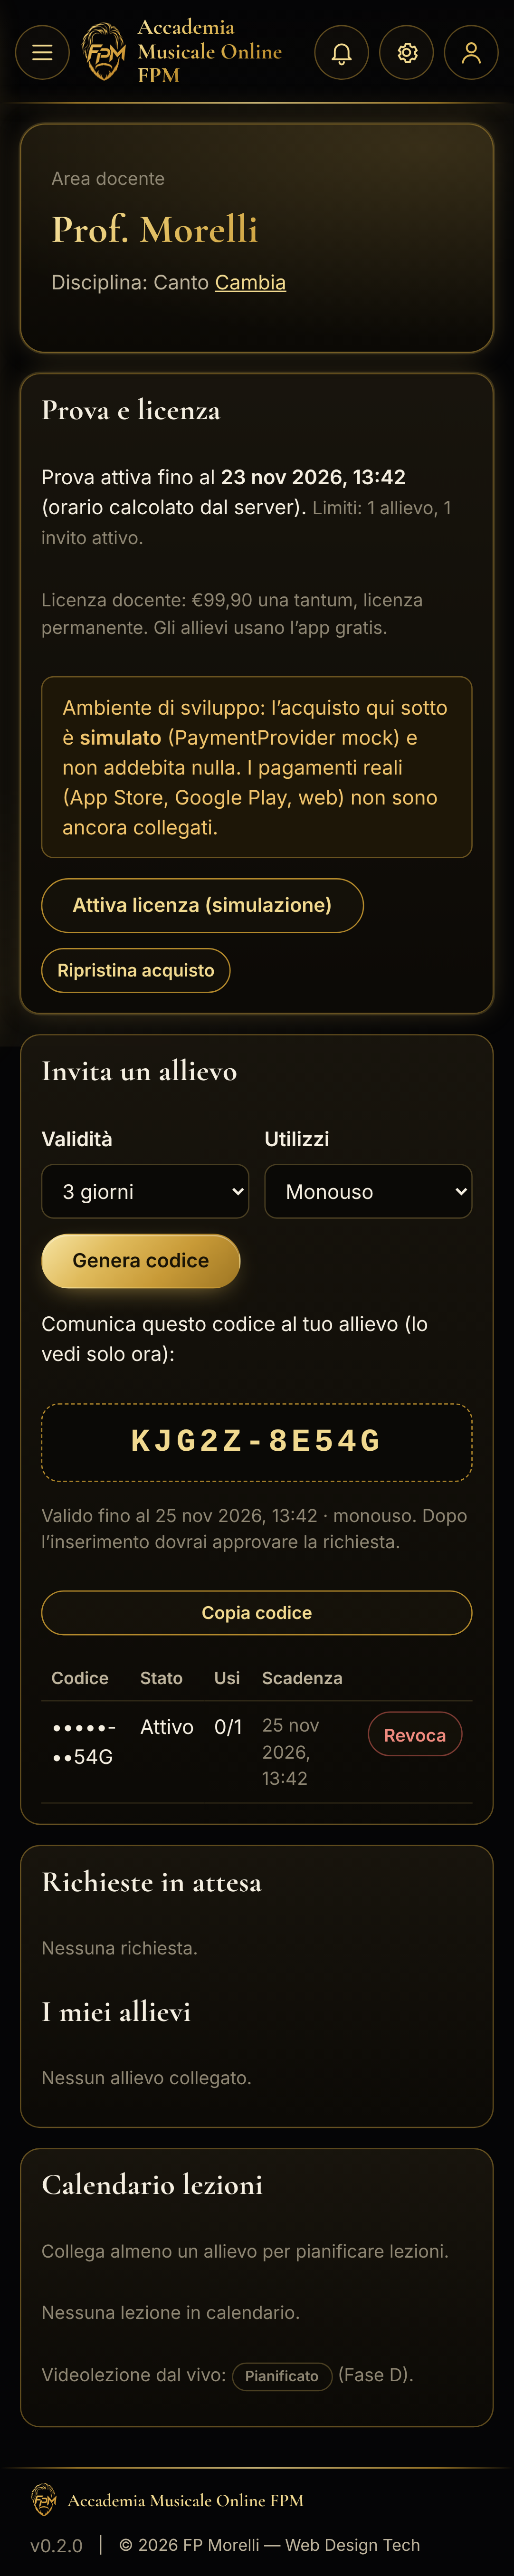 Accademia
Musicale Online
FPM
Area docente
Prof. Morelli
Disciplina: Canto Cambia
Prova e licenza
Prova attiva fino al 23 nov 2026, 13:42
(orario calcolato dal server). Limiti: 1 allievo, 1
invito attivo.
Licenza docente: €99,90 una tantum, licenza
permanente. Gli allievi usano l’app gratis.
Ambiente di sviluppo: l’acquisto qui sotto
è simulato (PaymentProvider mock) e
non addebita nulla. I pagamenti reali
(App Store, Google Play, web) non sono
ancora collegati.
Attiva licenza (simulazione)
Ripristina acquisto
Invita un allievo
Validità Utilizzi
3 giorni Monouso
Genera codice
Comunica questo codice al tuo allievo (lo
vedi solo ora):
KJG2Z-8E54G
Valido fino al 25 nov 2026, 13:42 · monouso. Dopo
l’inserimento dovrai approvare la richiesta.
Copia codice
Codice Stato Usi Scadenza
•••••-
••54G
Attivo
0/1
25 nov
2026,
13:42
Revoca
Richieste in attesa
Nessuna richiesta.
I miei allievi
Nessun allievo collegato.
Calendario lezioni
Collega almeno un allievo per pianificare lezioni.
Nessuna lezione in calendario.
Videolezione dal vivo: Pianificato (Fase D).
FPM Accademia Musicale Online FPM
v0.2.0 | © 2026 FP Morelli — Web Design Tech